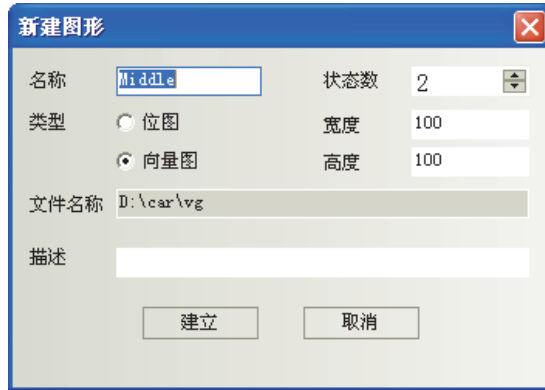 新建图形
名称 Middle 状态数 2
类型 位图 宽度 100
向量图 高度 100
文件名称 D:\car\vg
描述
建立 取消